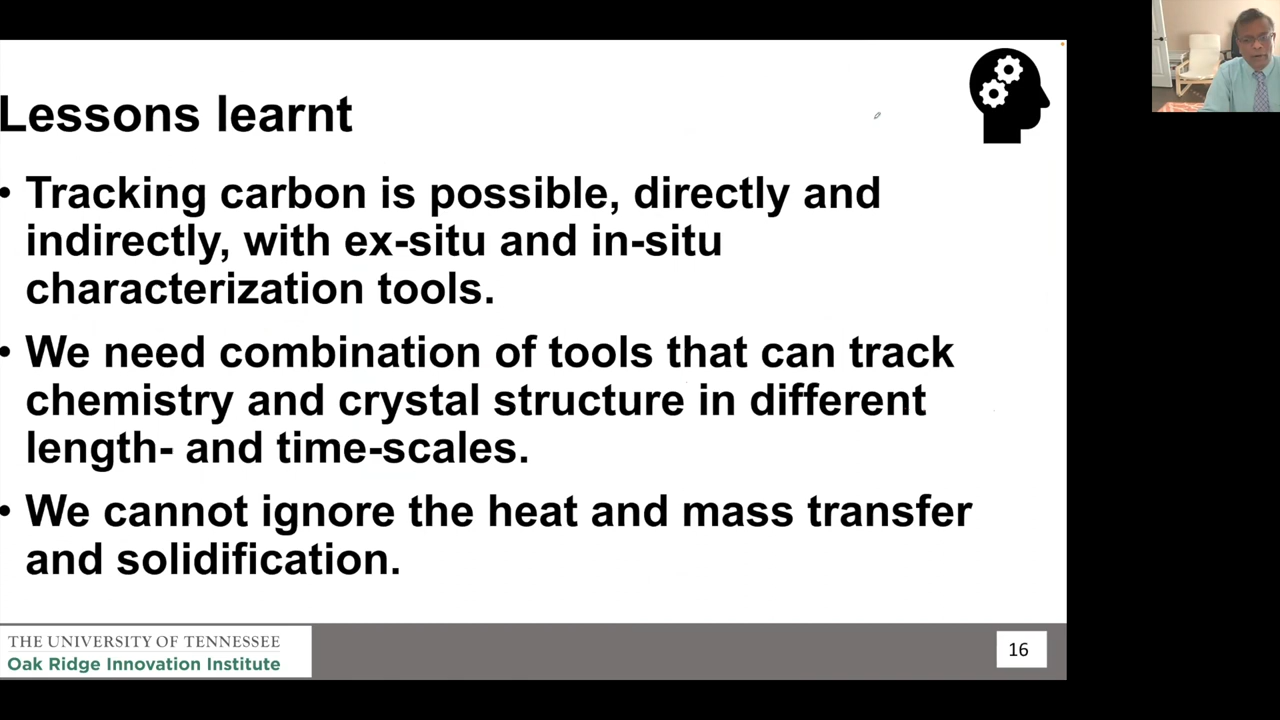 Lessons learnt
• Tracking carbon is possible, directly and
indirectly, with ex-situ and in-situ
characterization tools.
• We need combination of tools that can track
chemistry and crystal structure in different
length- and time-scales.
• We cannot ignore the heat and mass transfer
and solidification.
THE UNIVERSITY OF TENNESSEE
Oak Ridge Innovation Institute
16